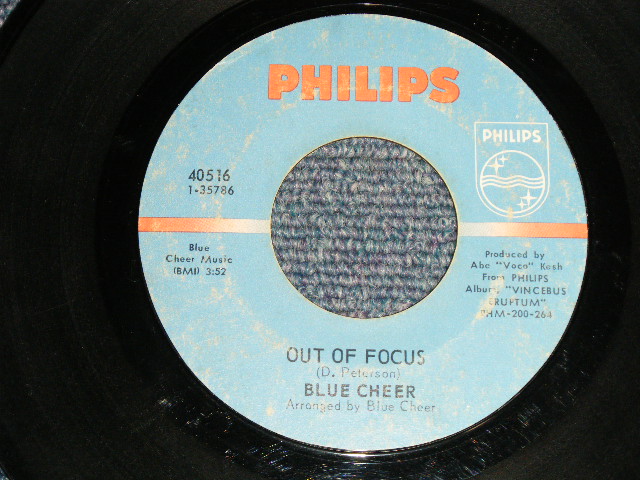 PHILIPS
PHILIPS
40516
1-35786
Blue
Cheer Music
(BMI) 3:52
Produced by
Abe "Voco" Kesh
From PHILIPS
Album: "VINCEBUS
ERUPTUM"
PHM-200-264
OUT OF FOCUS
(D. Peterson)
BLUE CHEER
Arranged by Blue Cheer